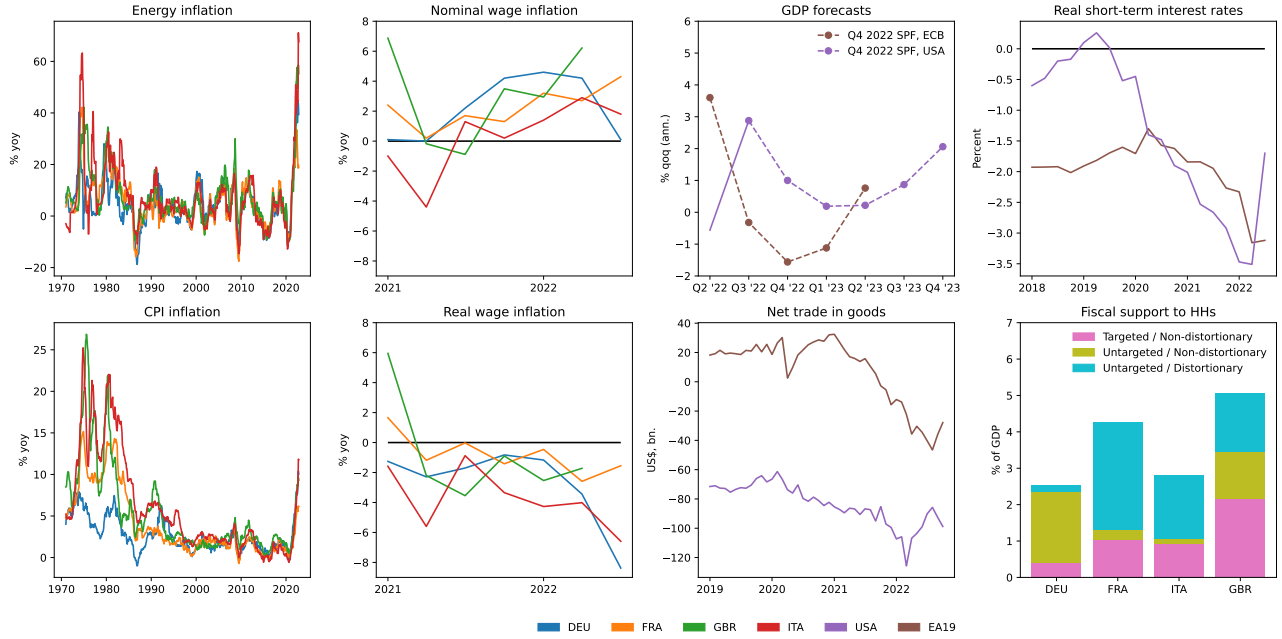 Energy inflation
% yoy
60
40
20
0
−20
1970 1980 1990 2000 2010 2020
Nominal wage inflation
% yoy
8
6
4
2
0
−2
−4
−6
−8
2021 2022
GDP forecasts
Q4 2022 SPF, ECB
Q4 2022 SPF, USA
% qoq (ann.)
6
5
4
3
2
1
0
−1
−2
Q2 '22 Q3 '22 Q4 '22 Q1 '23 Q2 '23 Q3 '23 Q4 '23
Real short-term interest rates
Percent
0.0
−0.5
−1.0
−1.5
−2.0
−2.5
−3.0
−3.5
2018 2019 2020 2021 2022
CPI inflation
% yoy
25
20
15
10
5
0
1970 1980 1990 2000 2010 2020
Real wage inflation
% yoy
8
6
4
2
0
−2
−4
−6
−8
2021 2022
Net trade in goods
US$, bn.
40
20
0
−20
−40
−60
−80
−100
−120
2019 2020 2021 2022
Fiscal support to HHs
Targeted / Non-distortionary
Untargeted / Non-distortionary
Untargeted / Distortionary
% of GDP
7
6
5
4
3
2
1
0
DEU FRA ITA GBR
DEU FRA GBR ITA USA EA19